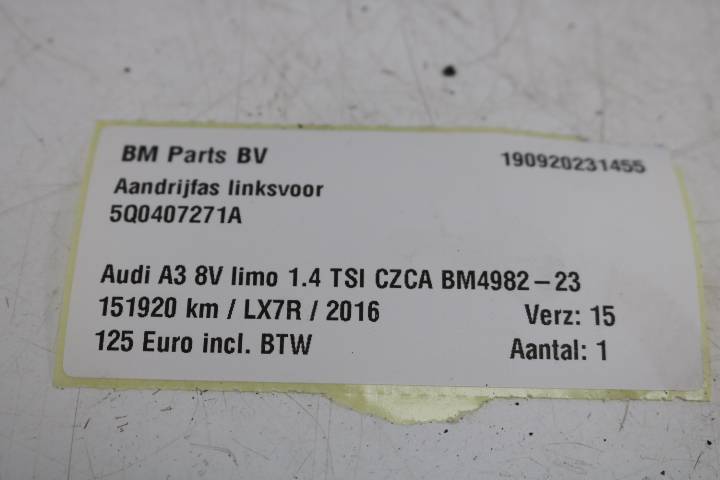 BM Parts BV 190920231455
Aandrijfas linksvoor
5Q0407271A
Audi A3 8V limo 1.4 TSI CZCA BM4982-23
151920 km / LX7R / 2016 Verz: 15
125 Euro incl. BTW Aantal: 1